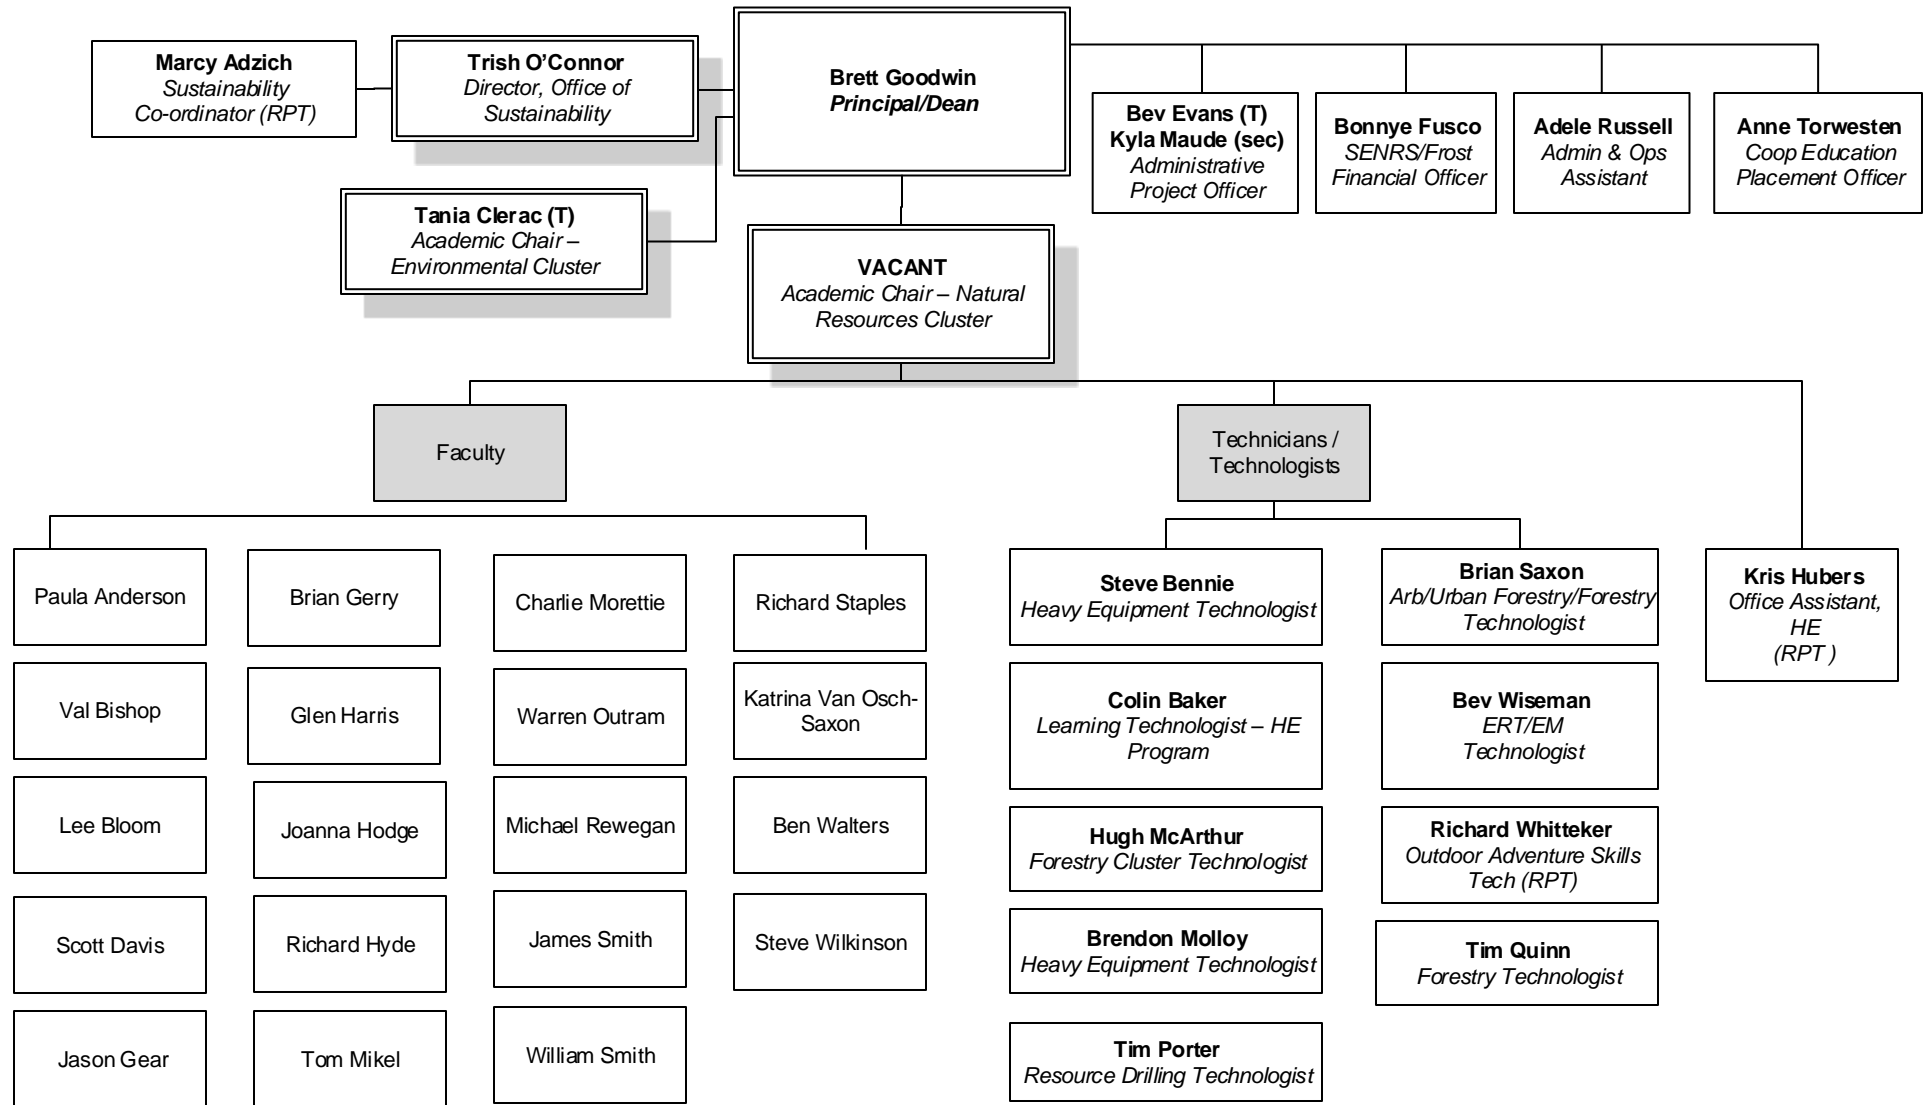 Marcy Adzich
Sustainability
Co-ordinator (RPT)
Trish O’Connor
Director, Office of
Sustainability
Brett Goodwin
Principal/Dean
Bev Evans (T)
Kyla Maude (sec)
Administrative
Project Officer
Bonnye Fusco
SENRS/Frost
Financial Officer
Adele Russell
Admin & Ops
Assistant
Anne Torwesten
Coop Education
Placement Officer
Tania Clerac (T)
Academic Chair –
Environmental Cluster
VACANT
Academic Chair – Natural
Resources Cluster
Faculty
Technicians /
Technologists
Paula Anderson
Val Bishop
Lee Bloom
Scott Davis
Jason Gear
Brian Gerry
Glen Harris
Joanna Hodge
Richard Hyde
Tom Mikel
Charlie Morettie
Warren Outram
Michael Rewegan
James Smith
William Smith
Richard Staples
Katrina Van Osch-
Saxon
Ben Walters
Steve Wilkinson
Steve Bennie
Heavy Equipment Technologist
Colin Baker
Learning Technologist – HE
Program
Hugh McArthur
Forestry Cluster Technologist
Brendon Molloy
Heavy Equipment Technologist
Tim Porter
Resource Drilling Technologist
Brian Saxon
Arb/Urban Forestry/Forestry
Technologist
Bev Wiseman
ERT/EM
Technologist
Richard Whitteker
Outdoor Adventure Skills
Tech (RPT)
Tim Quinn
Forestry Technologist
Kris Hubers
Office Assistant,
HE
(RPT )